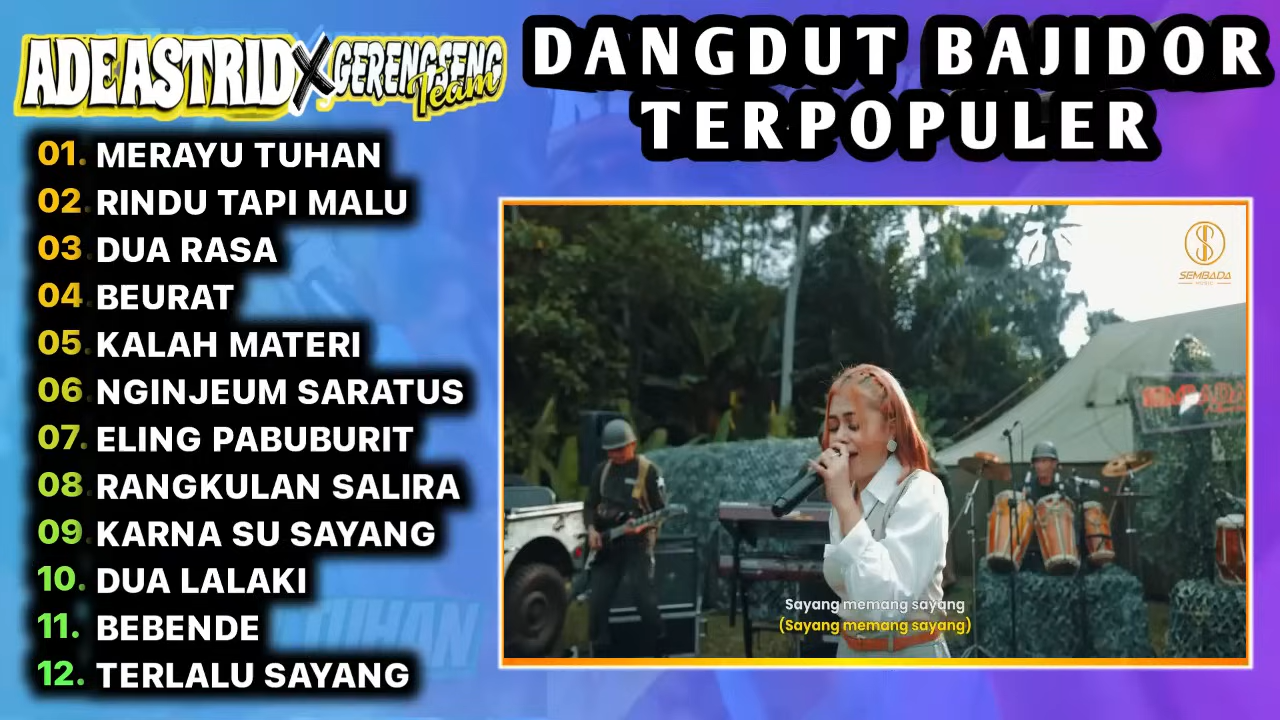 ADE ASTRID X GERENGSENG Team
DANGDUT BAJIDOR
TERPOPULER
01. MERAYU TUHAN
02. RINDU TAPI MALU
03. DUA RASA
04. BEURAT
05. KALAH MATERI
06. NGINJEUM SARATUS
07. ELING PABUBURIT
08. RANGKULAN SALIRA
09. KARNA SU SAYANG
10. DUA LALAKI
11. BEBENDE
12. TERLALU SAYANG
SEMBADA
MUSIC
Sayang memang sayang
(Sayang memang sayang)
TUHAN